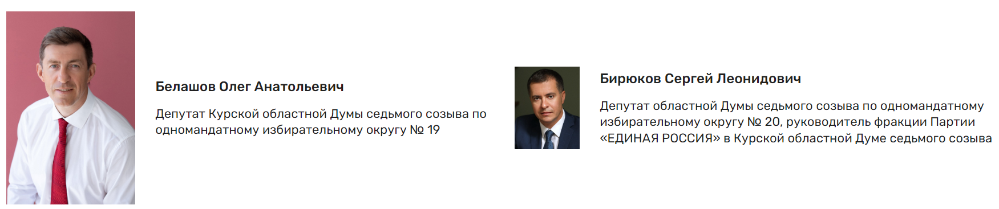 Белашов Олег Анатольевич
Депутат Курской областной Думы седьмого созыва по
одномандатному избирательному округу № 19
Бирюков Сергей Леонидович
Депутат областной Думы седьмого созыва по одномандатному
избирательному округу № 20, руководитель фракции Партии
«ЕДИНАЯ РОССИЯ» в Курской областной Думе седьмого созыва